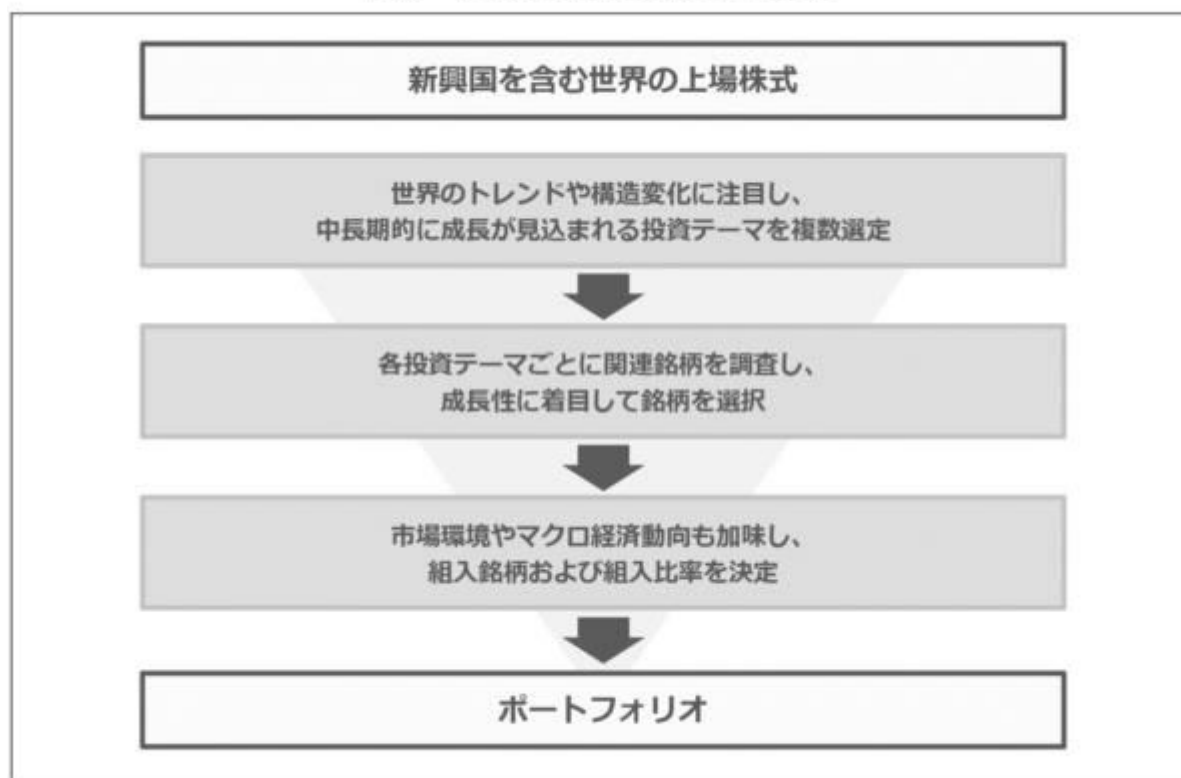 新興国を含む世界の上場株式
世界のトレンドや構造変化に注目し、
中長期的に成長が見込まれる投資テーマを複数選定
各投資テーマごとに関連銘柄を調査し、
成長性に着目して銘柄を選択
市場環境やマクロ経済動向も加味し、
組入銘柄および組入比率を決定
ポートフォリオ